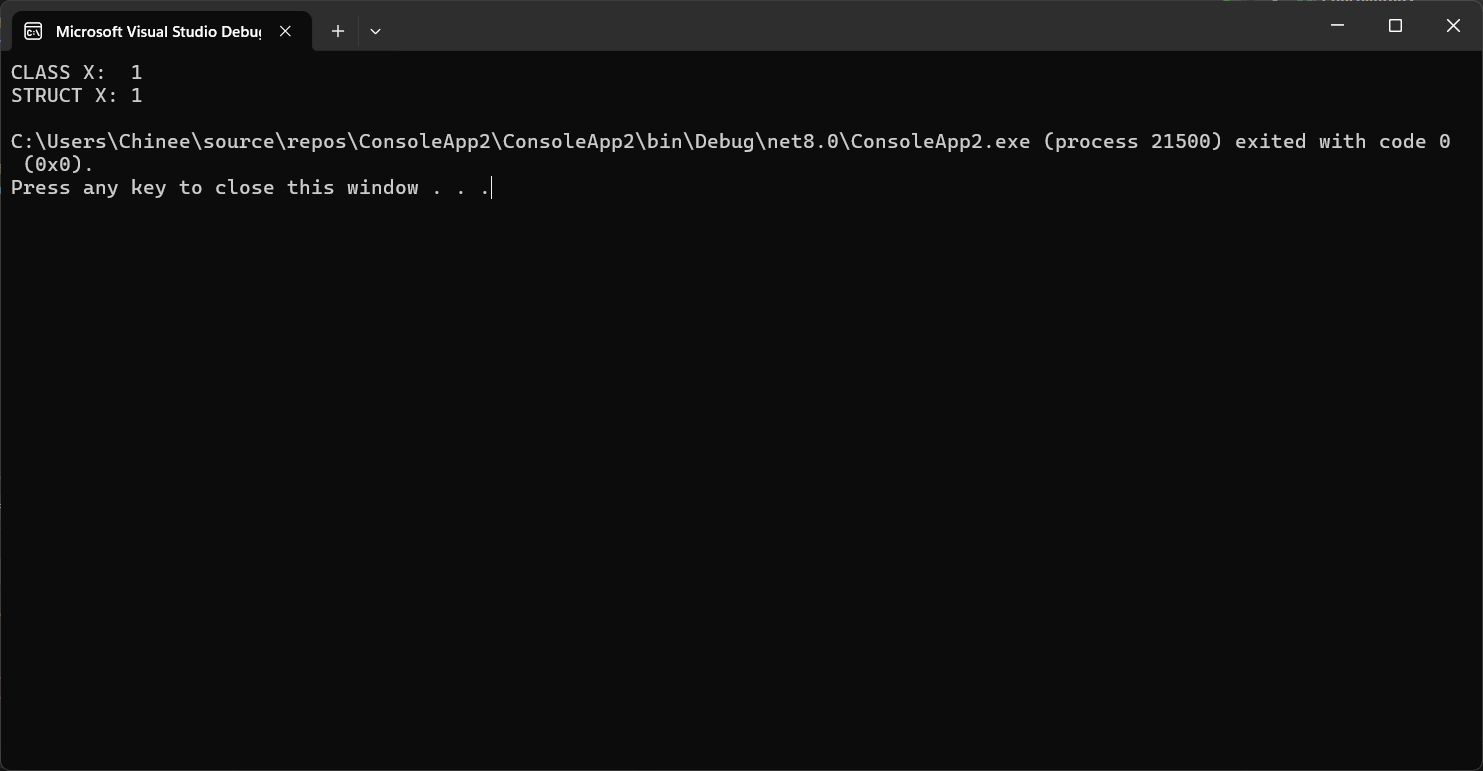 Microsoft Visual Studio Debu
CLASS X:  1
STRUCT X: 1
C:\Users\Chinee\source\repos\ConsoleApp2\ConsoleApp2\bin\Debug\net8.0\ConsoleApp2.exe (process 21500) exited with code 0
 (0x0).
Press any key to close this window . . .